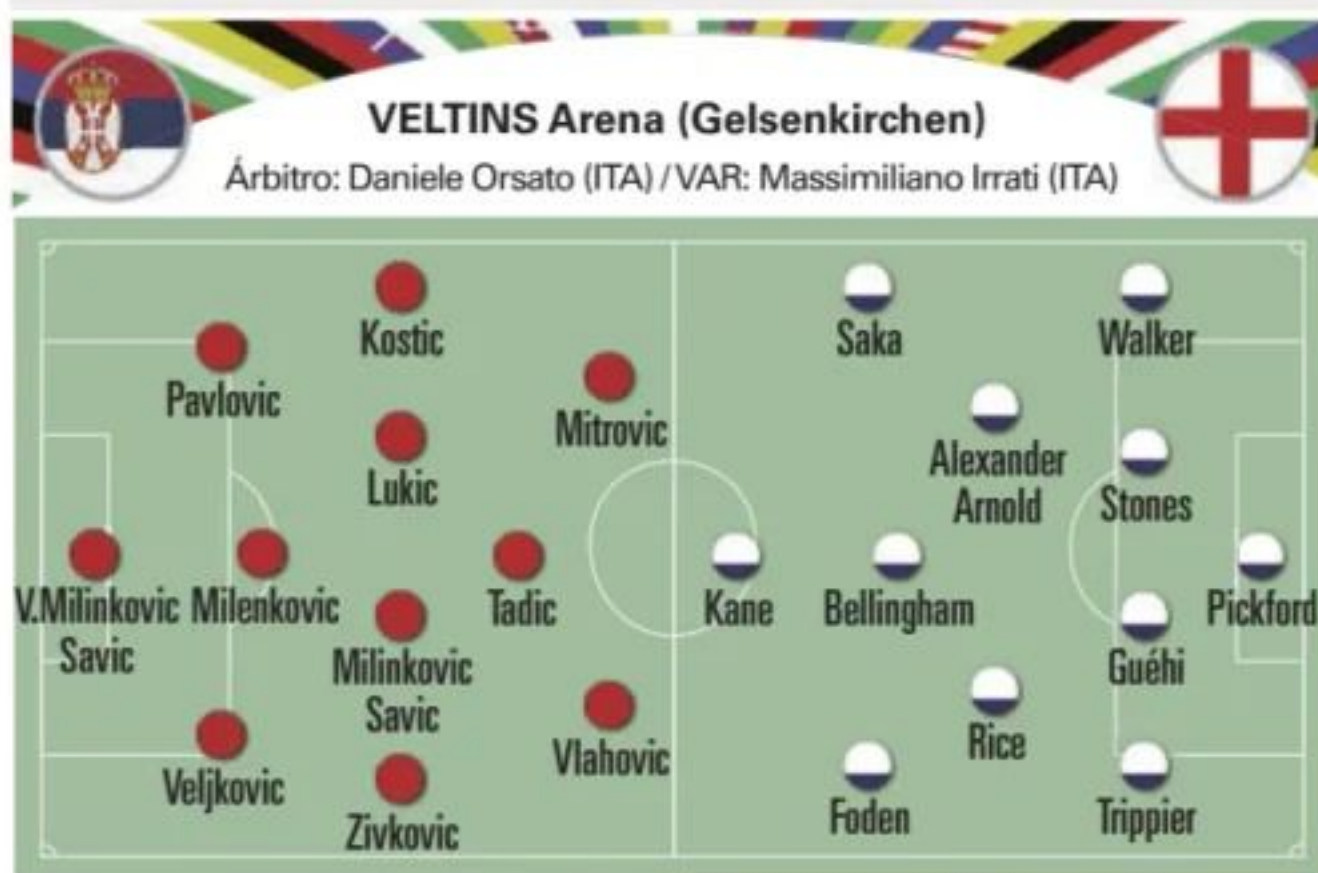 VELTINS Arena (Gelsenkirchen)
Árbitro: Daniele Orsato (ITA) / VAR: Massimiliano Irrati (ITA)
Kostic
Saka
Walker
Pavlovic
Mitrovic
Lukic
Alexander
Arnold
Stones
V.Milinkovic
Savic
Milenkovic
Tadic
Kane
Bellingham
Pickford
Milinkovic
Savic
Guéhi
Rice
Vlahovic
Veljkovic
Zivkovic
Foden
Trippier